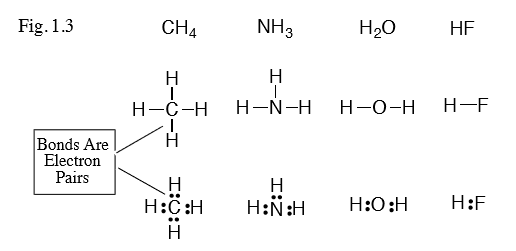 Fig. 1.3 CH₄ NH₃ H₂O HF
H H
H–C–H H–N–H H–O–H H–F
H
Bonds Are
Electron
Pairs
H H
H:C:H H:N:H H:O:H H:F
H